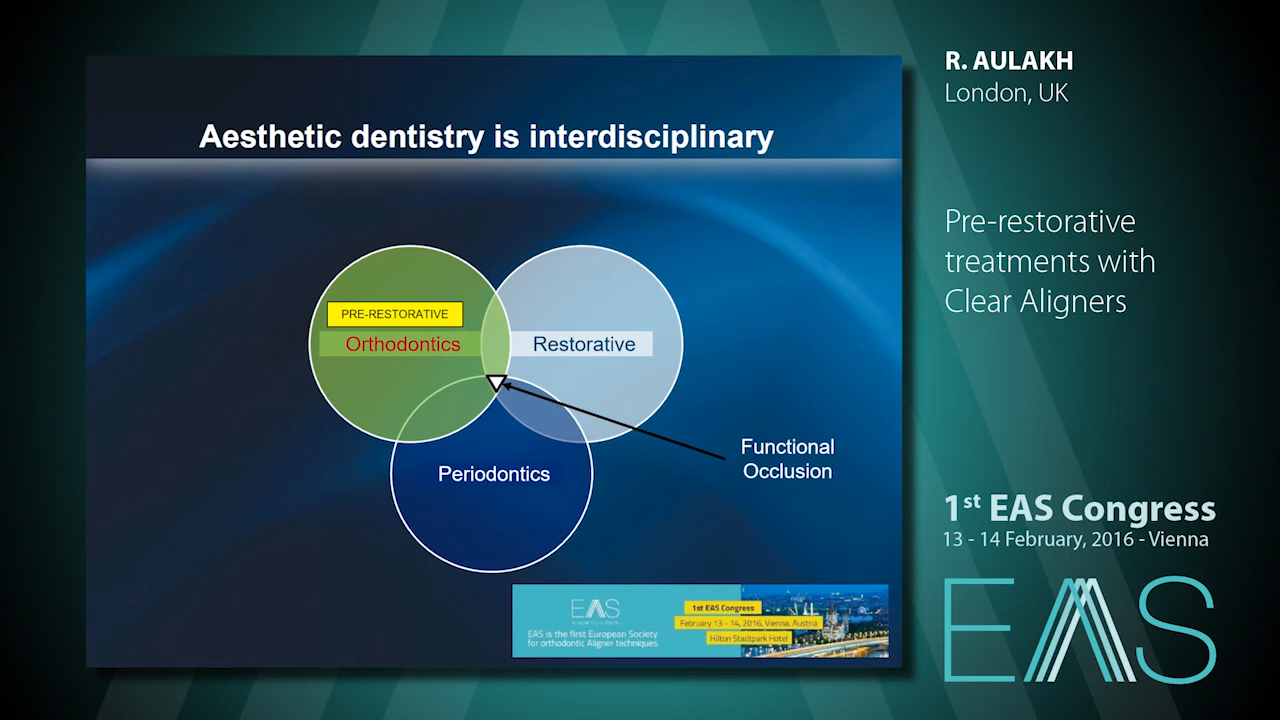 Aesthetic dentistry is interdisciplinary
PRE-RESTORATIVE
Orthodontics
Restorative
Periodontics
Functional
Occlusion
EAS
EAS is the first European Society
for orthodontic Aligner techniques.
1st EAS Congress
February 13 - 14, 2016, Vienna, Austria
Hilton Stadtpark Hotel
R. AULAKH
London, UK
Pre-restorative
treatments with
Clear Aligners
1st EAS Congress
13 - 14 February, 2016 - Vienna
EAS